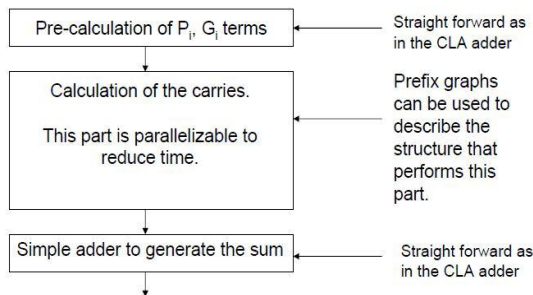 Pre-calculation of Pi, Gi terms
Straight forward as
in the CLA adder
Calculation of the carries.
This part is parallelizable to
reduce time.
Prefix graphs
can be used to
describe the
structure that
performs this
part.
Simple adder to generate the sum
Straight forward as
in the CLA adder